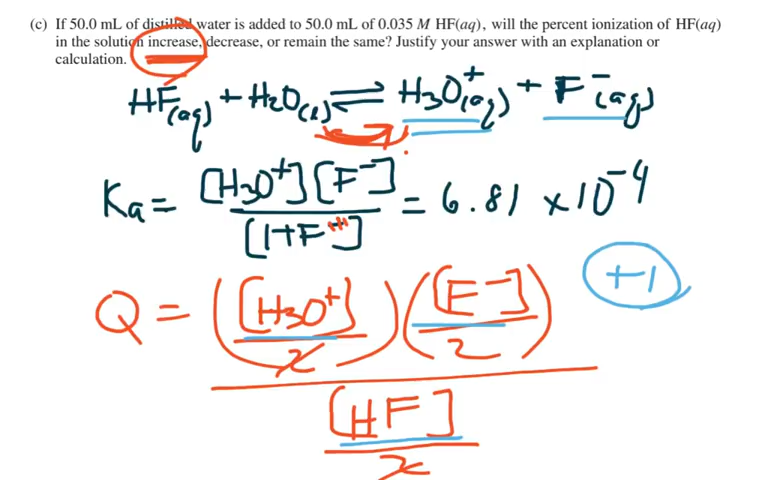 (c) If 50.0 mL of distilled water is added to 50.0 mL of 0.035 M HF(aq), will the percent ionization of HF(aq)
in the solution increase, decrease, or remain the same? Justify your answer with an explanation or
calculation.
HF(aq) + H2O(l) ⇌ H3O+(aq) + F-(aq)
Ka = [H3O+][F-] / [HF] = 6.81 × 10^-4
+1
Q = ([H3O+]/2)([F-]/2) / [HF]/2